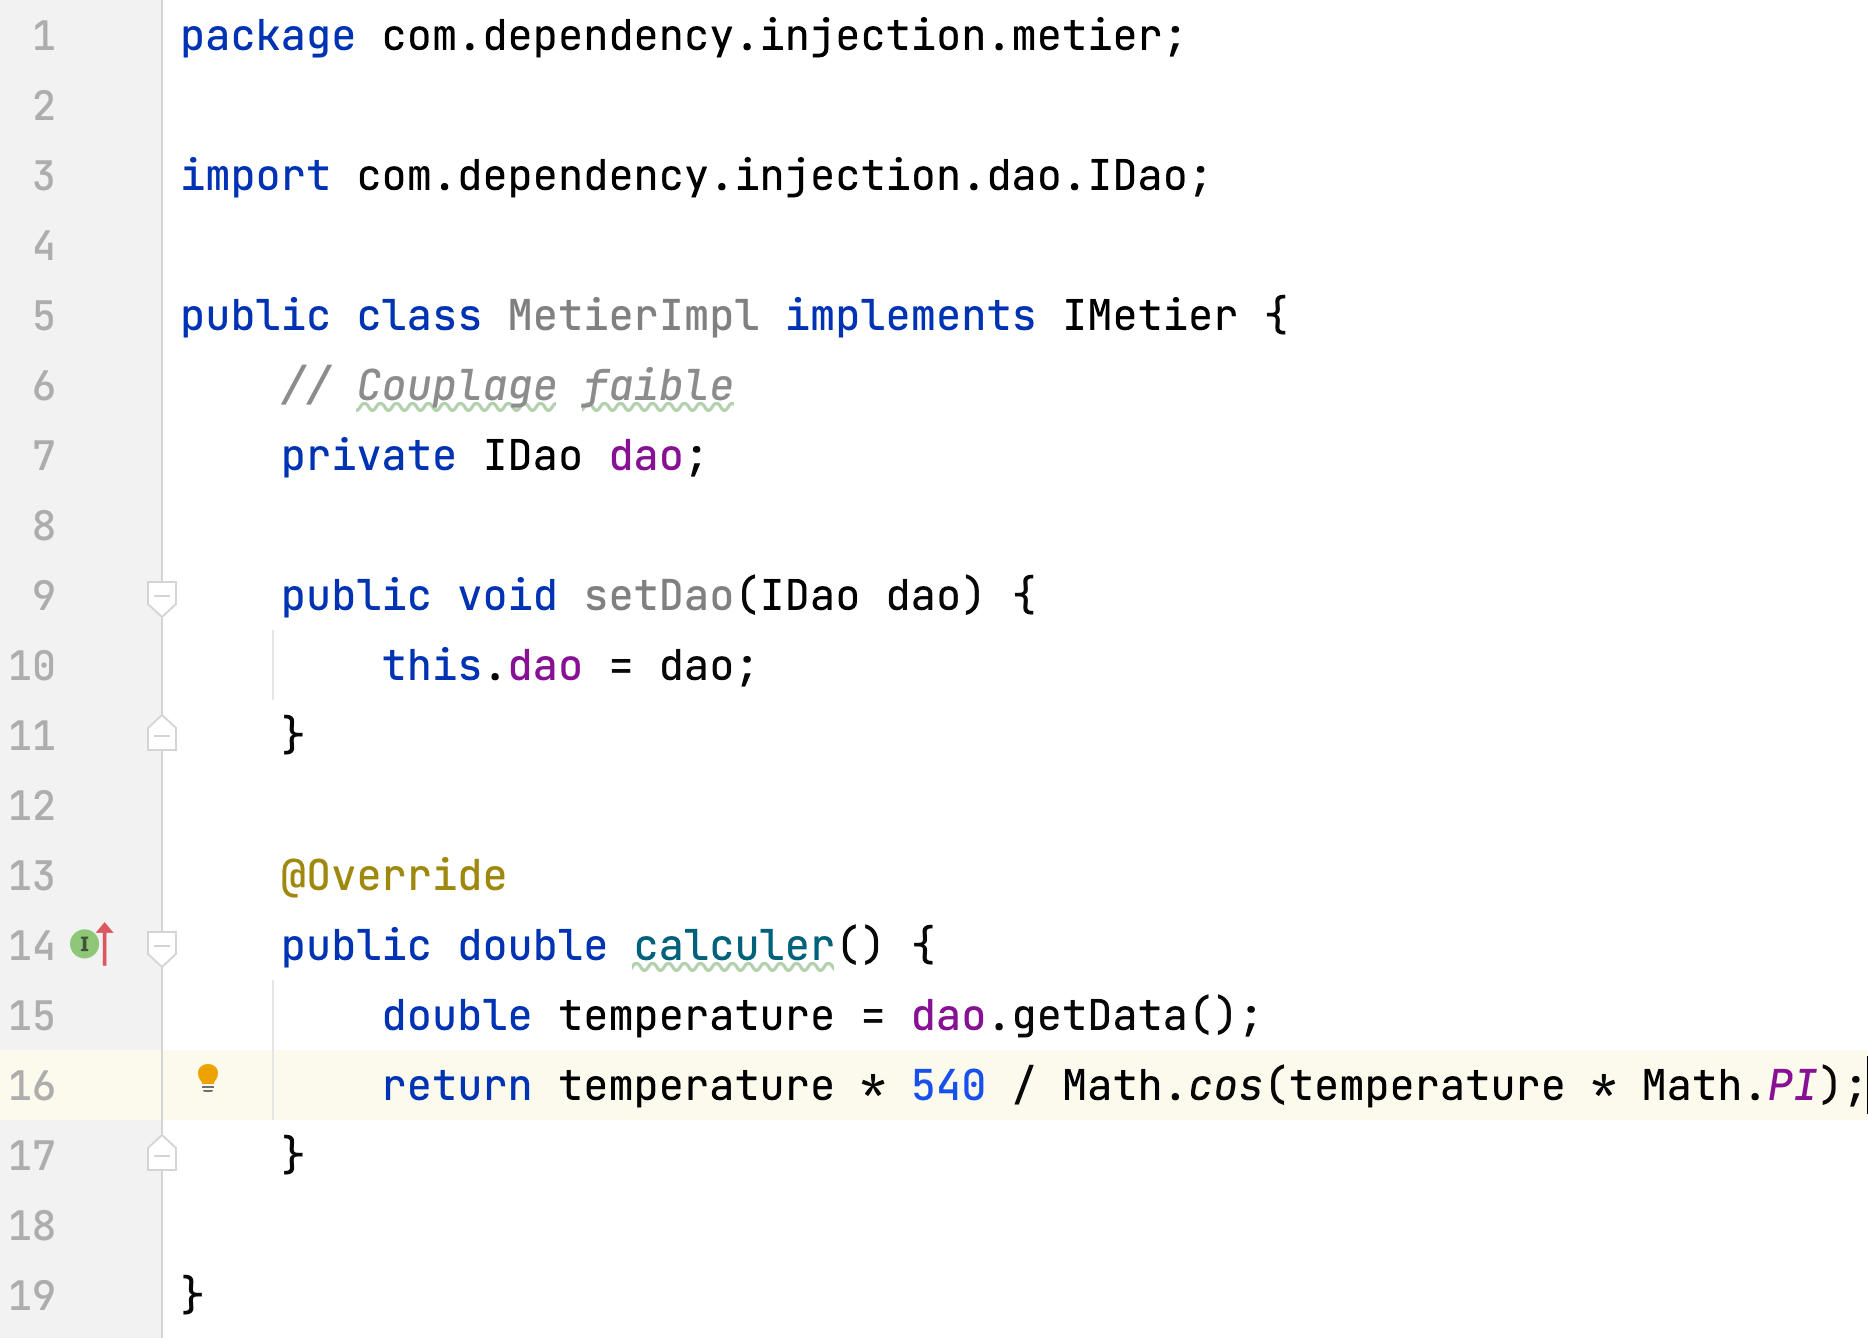 1 package com.dependency.injection.metier;
2
3 import com.dependency.injection.dao.IDao;
4
5 public class MetierImpl implements IMetier {
6     // Couplage faible
7     private IDao dao;
8
9     public void setDao(IDao dao) {
10         this.dao = dao;
11     }
12
13     @Override
14 I   public double calculer() {
15         double temperature = dao.getData();
16         return temperature * 540 / Math.cos(temperature * Math.PI);
17     }
18
19 }